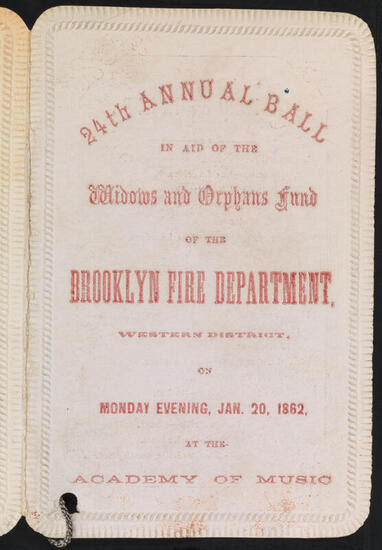 24th ANNUAL BALL
IN AID OF THE
Widows and Orphans Fund
OF THE
BROOKLYN FIRE DEPARTMENT,
WESTERN DISTRICT,
ON
MONDAY EVENING, JAN. 20, 1862,
AT THE
ACADEMY OF MUSIC